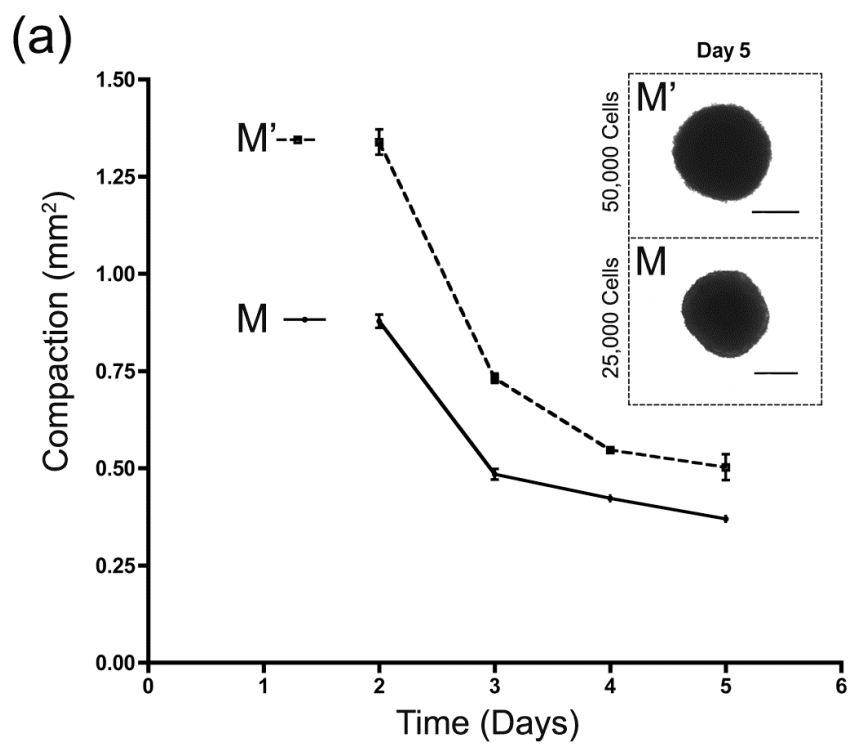 (a)
Day 5
1.50
1.25
1.00
0.75
0.50
0.25
0.00
Compaction (mm²)
M'
M
50,000 Cells
M'
25,000 Cells
M
0 1 2 3 4 5 6
Time (Days)